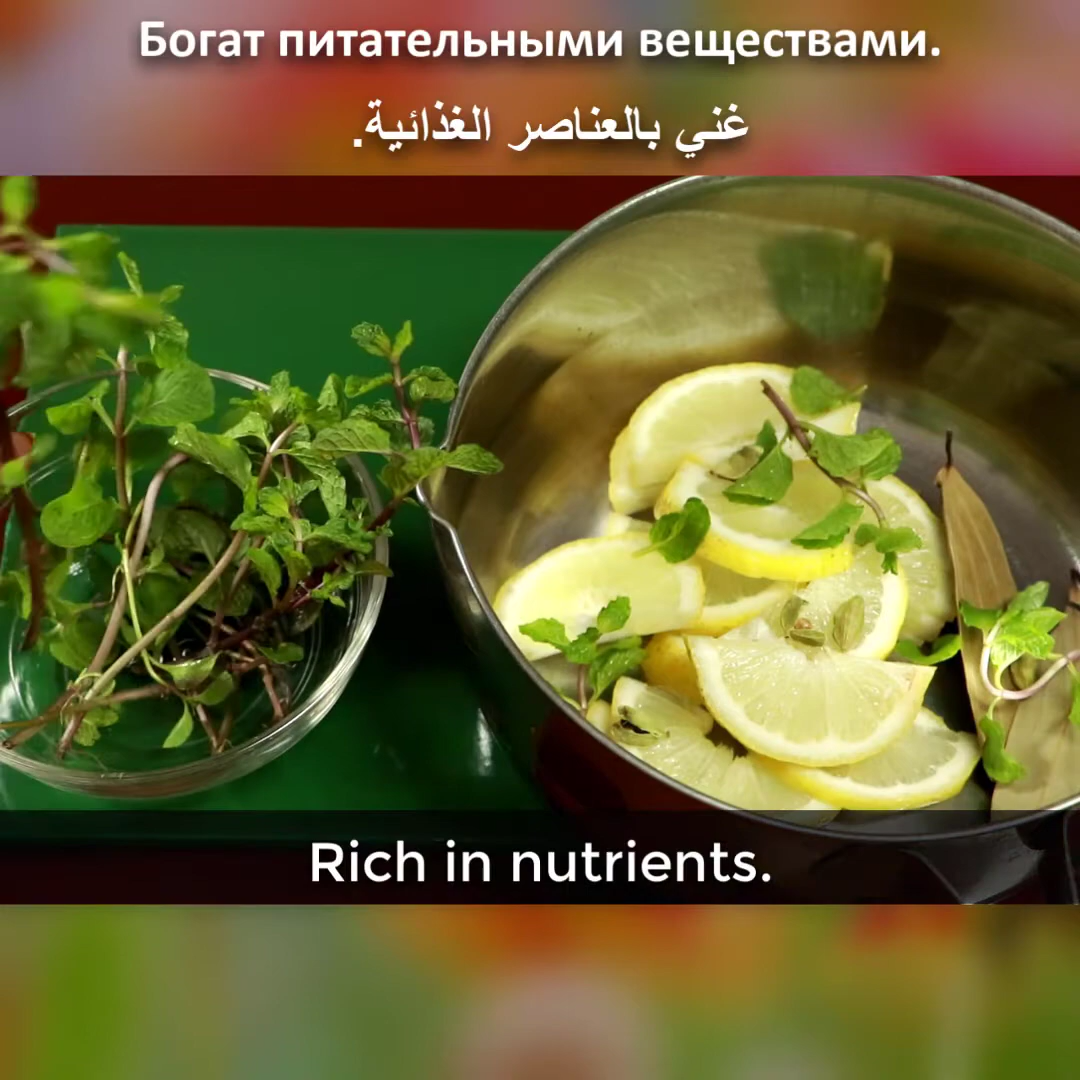 Богат питательными веществами.
غني بالعناصر الغذائية.
Rich in nutrients.